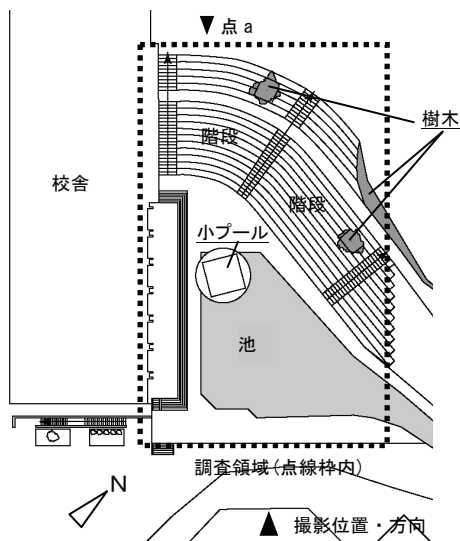 点 a
樹木
階段
校舎
階段
小プール
池
調査領域(点線枠内)
N
撮影位置・方向